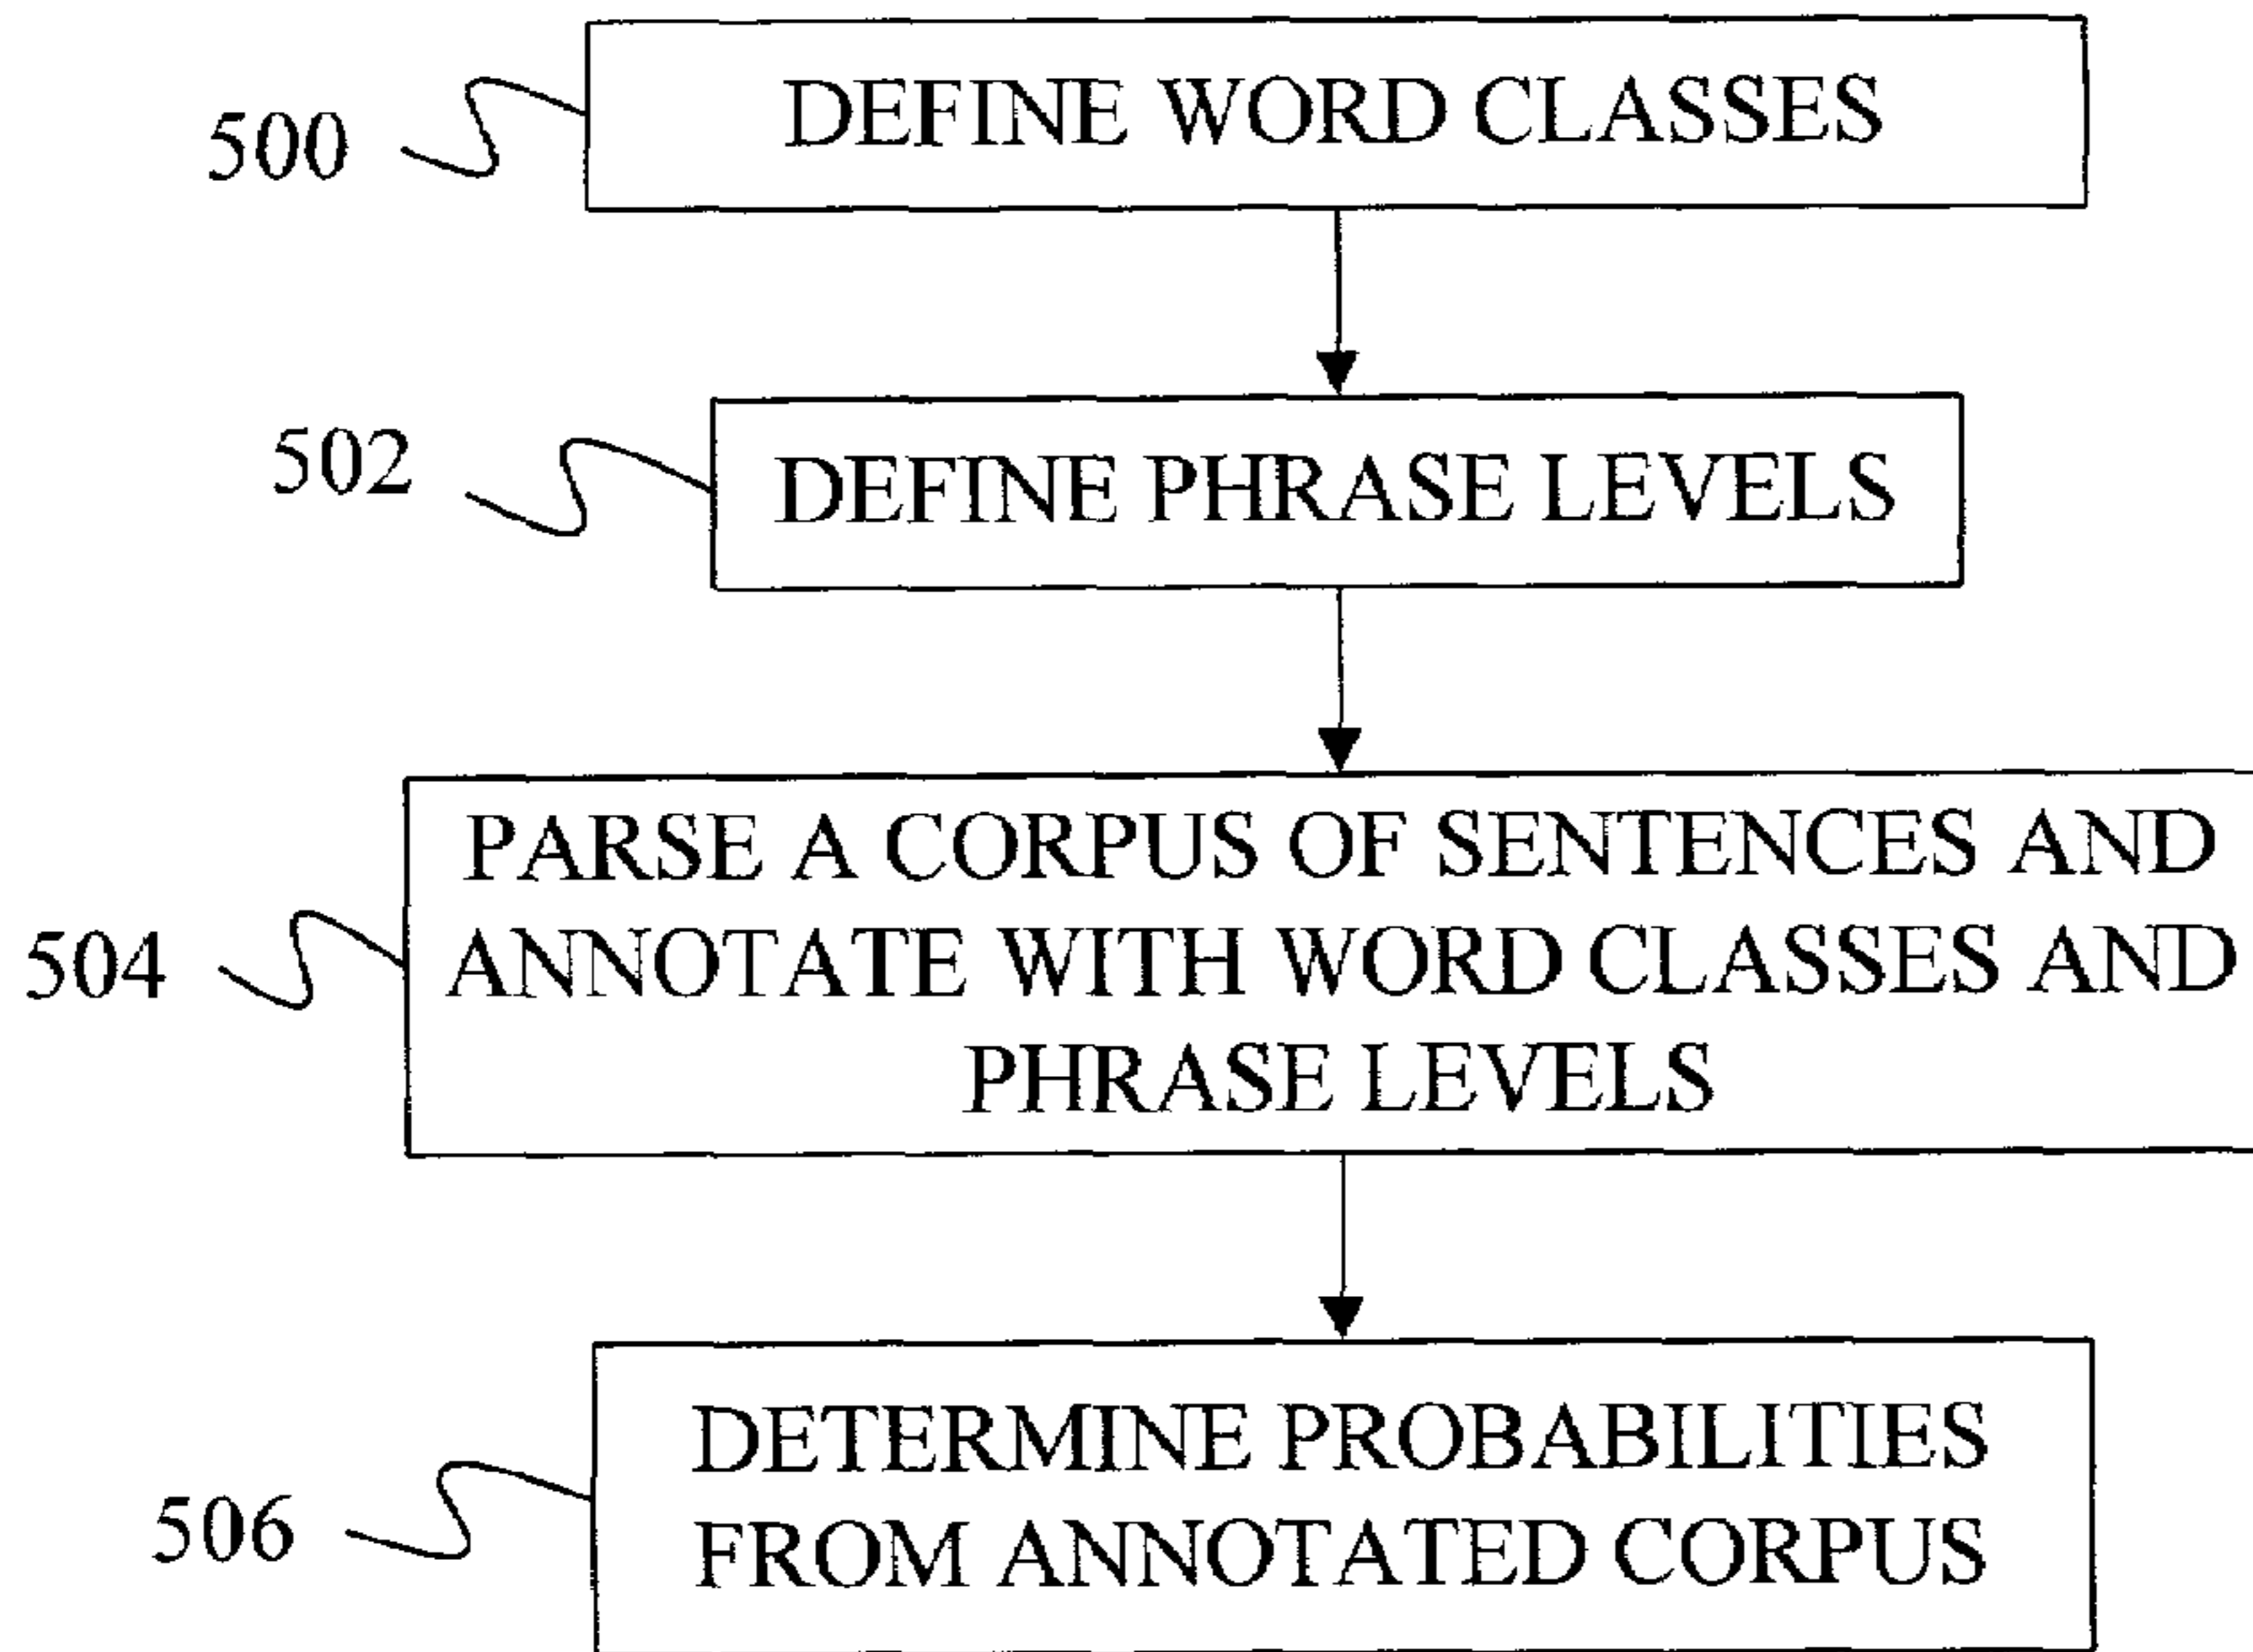 500
DEFINE WORD CLASSES
502
DEFINE PHRASE LEVELS
504
PARSE A CORPUS OF SENTENCES AND
ANNOTATE WITH WORD CLASSES AND
PHRASE LEVELS
506
DETERMINE PROBABILITIES
FROM ANNOTATED CORPUS